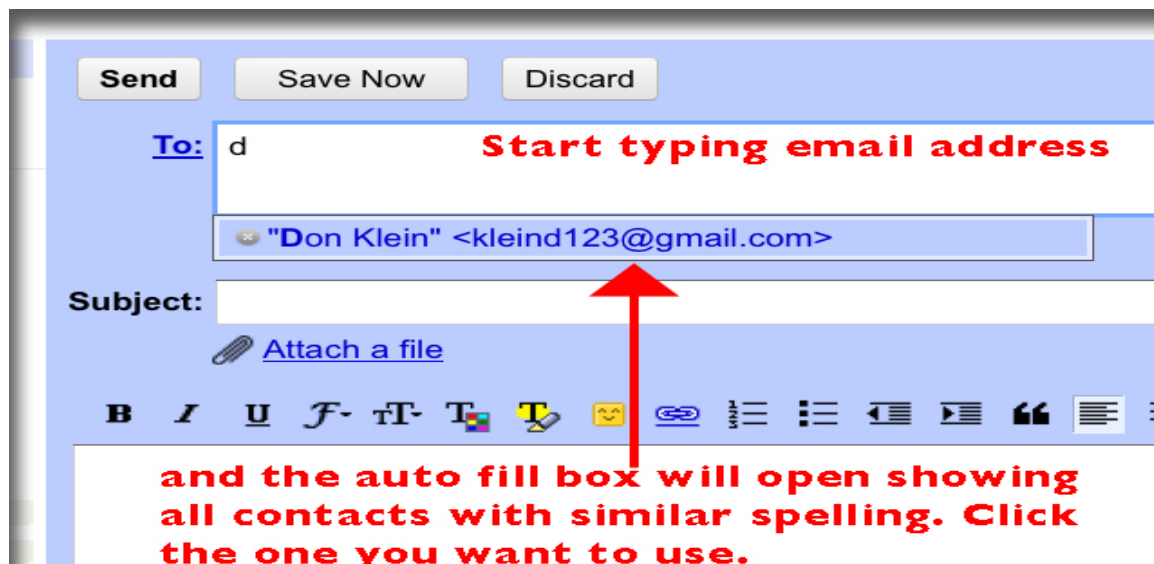 Send Save Now Discard
To: d Start typing email address
"Don Klein" <kleind123@gmail.com>
Subject:
Attach a file
B I U F T T T T
and the auto fill box will open showing
all contacts with similar spelling. Click
the one you want to use.